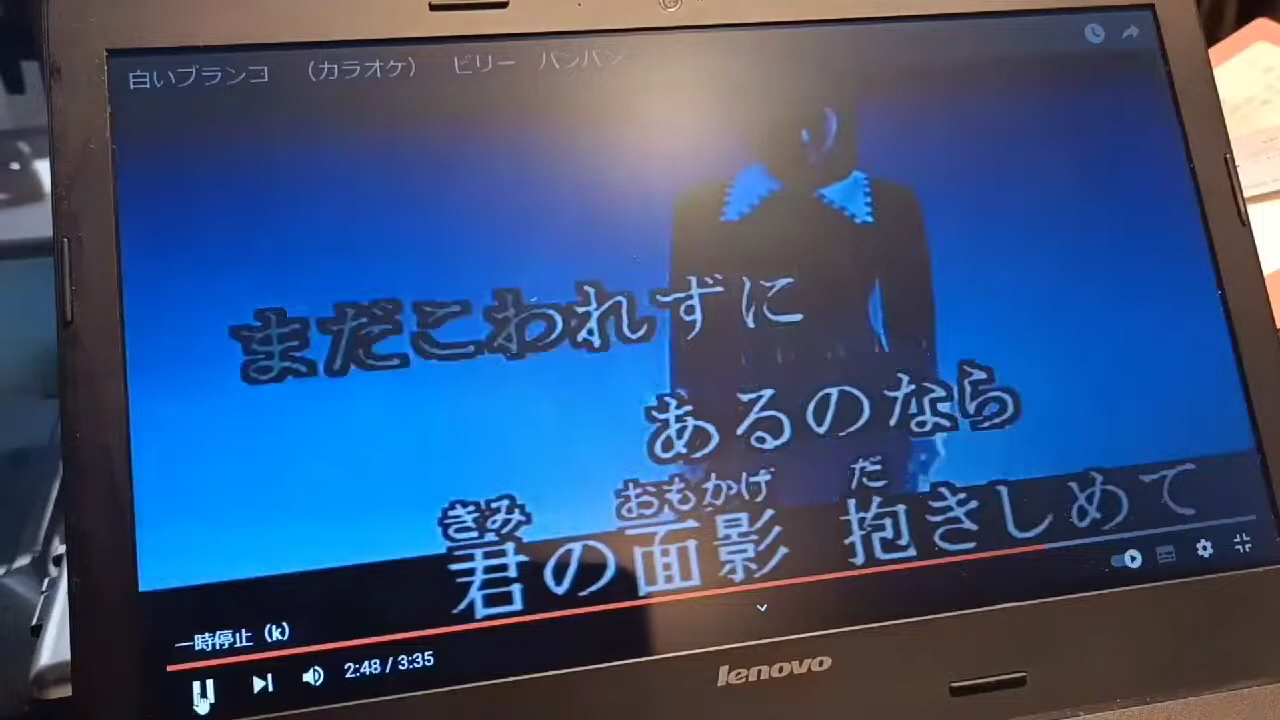 白いブランコ (カラオケ) ビリー バンバン
まだこわれずに
あるのなら
きみ おもかげ だ
君の面影 抱きしめて
一時停止 (k)
2:48 / 3:35
lenovo